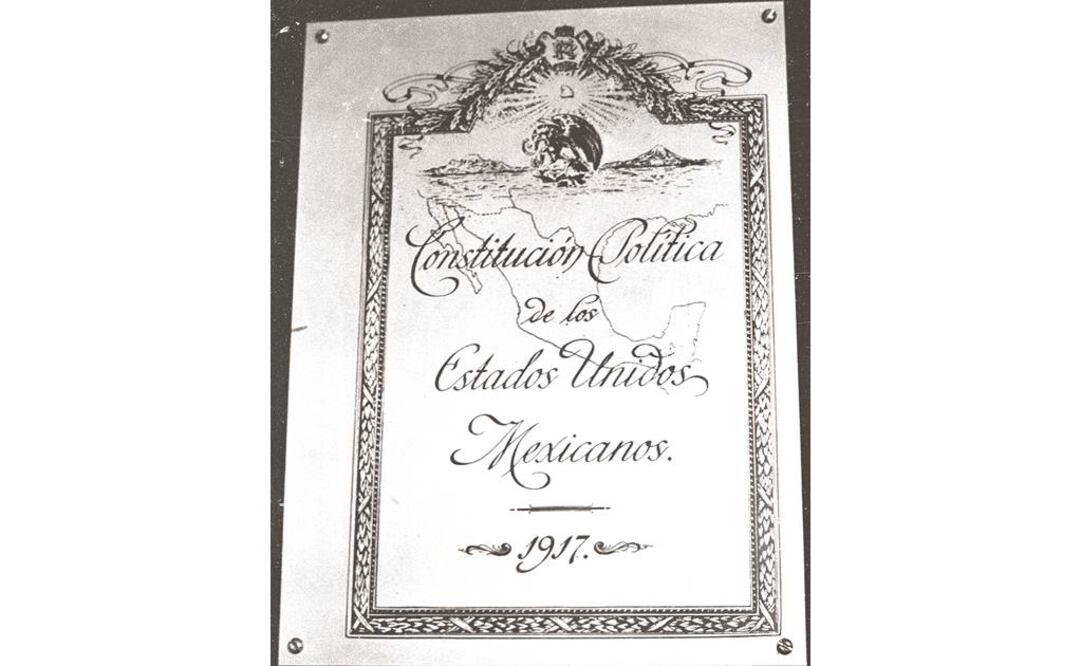 Constitución Política
de los
Estados Unidos
Mexicanos.
1917.